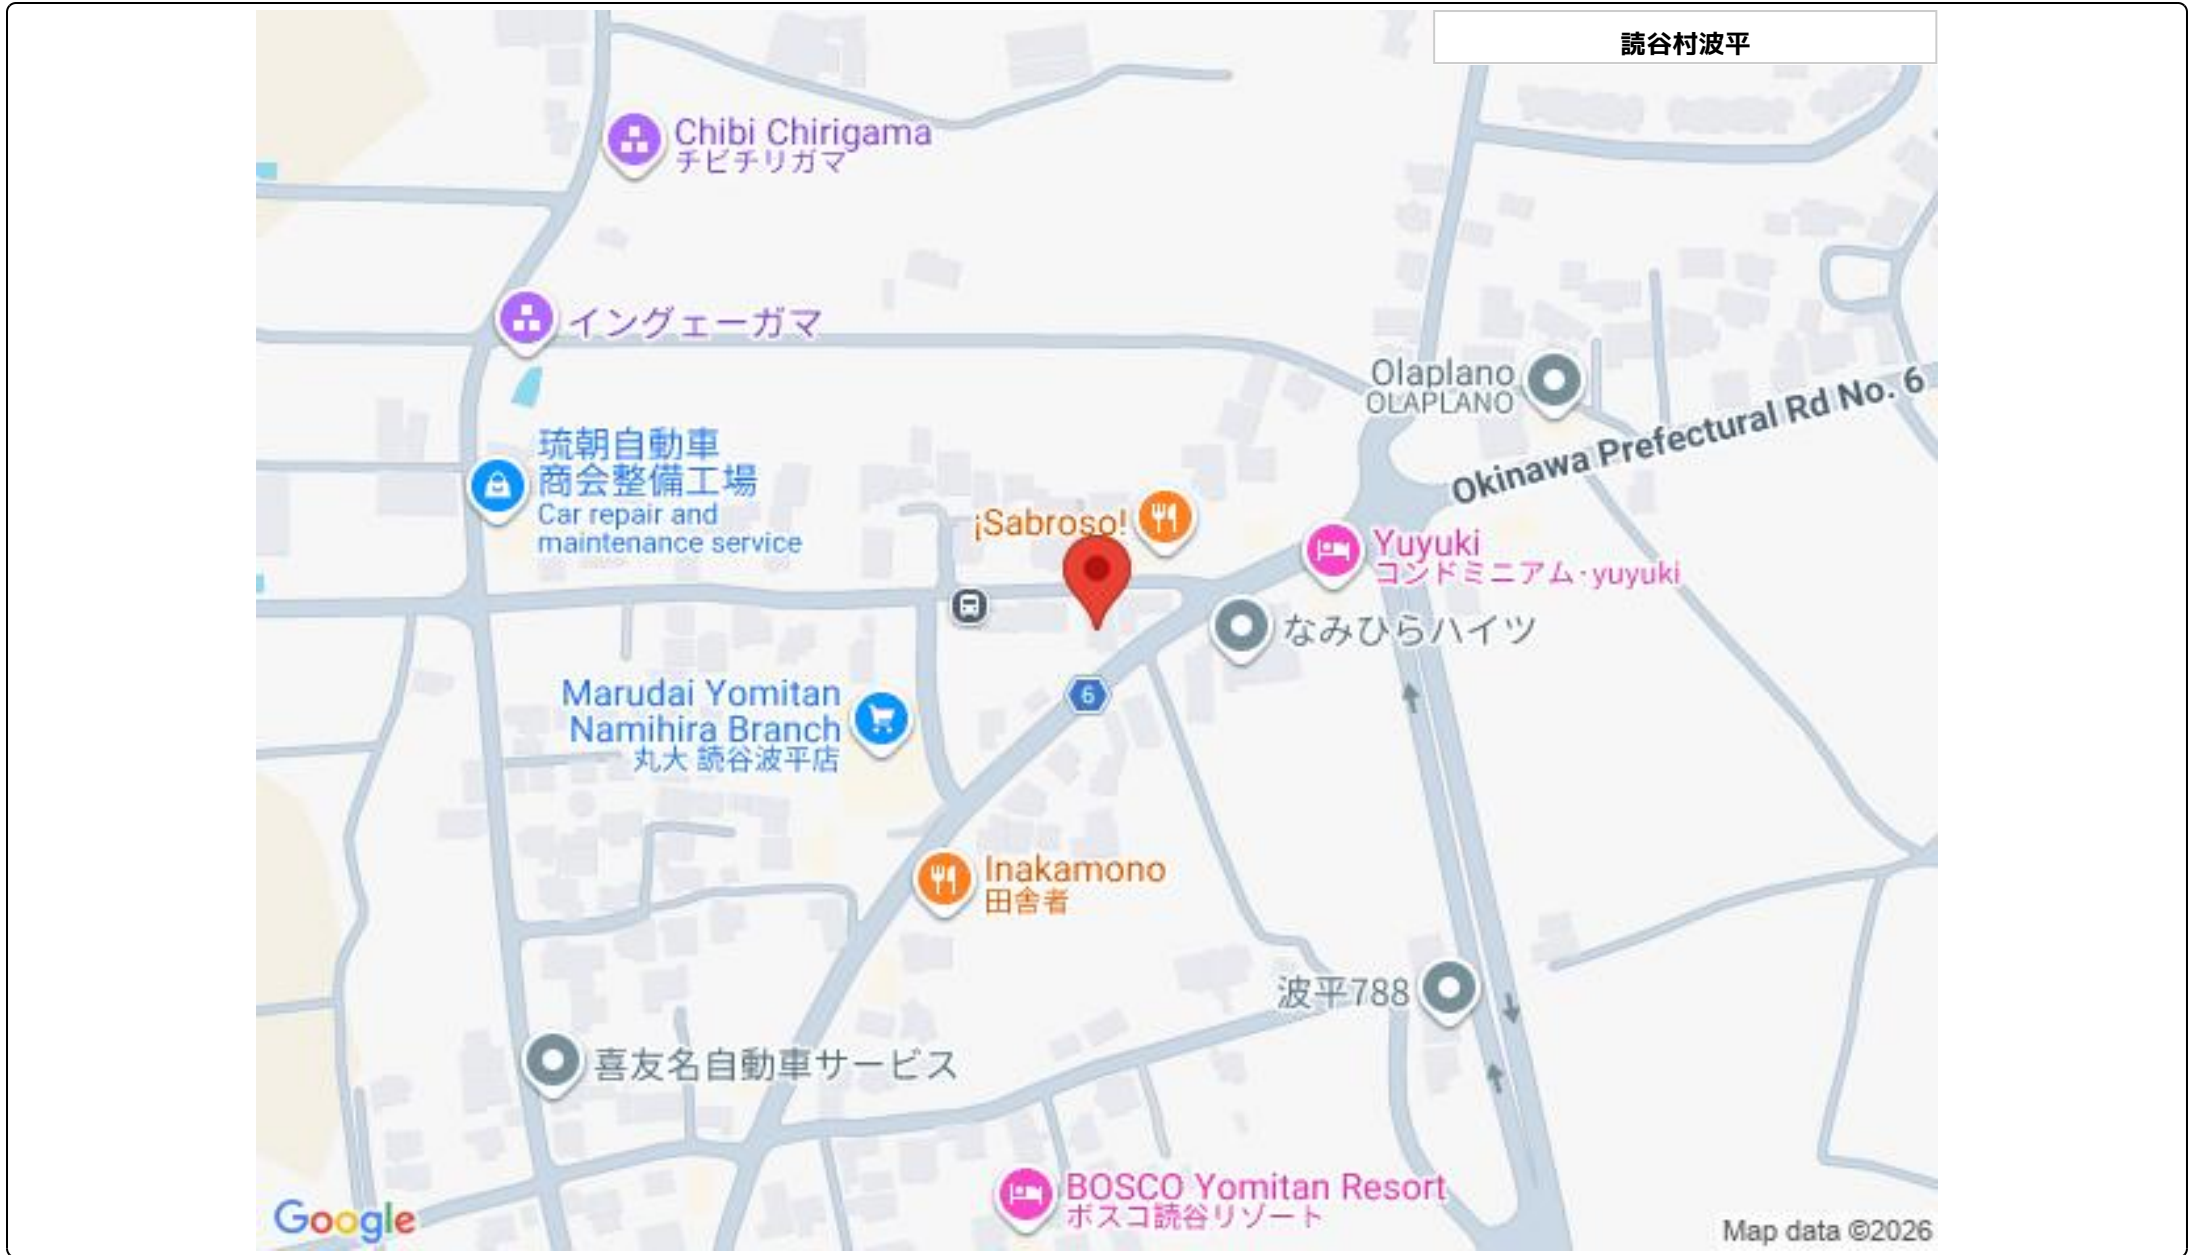 読谷村波平
Chibi Chirigama
チビチリガマ
イングェーガマ
Olaplano
OLAPLANO
Okinawa Prefectural Rd No. 6
琉朝自動車
商会整備工場
Car repair and
maintenance service
¡Sabroso!
Yuyuki
コンドミニアム・yuyuki
なみひらハイツ
6
Marudai Yomitan
Namihira Branch
丸大 読谷波平店
Inakamono
田舎者
波平788
喜友名自動車サービス
BOSCO Yomitan Resort
ボスコ読谷リゾート
Google
Map data ©2026